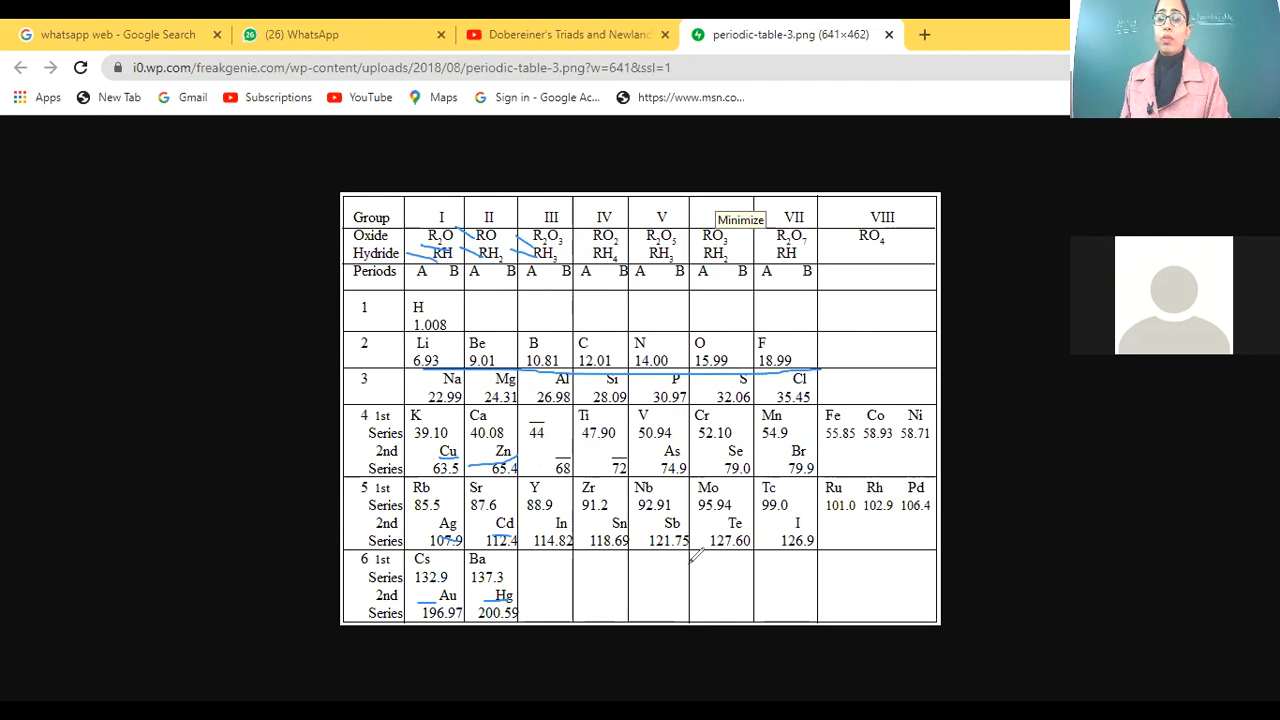 whatsapp web - Google Search
26 (26) WhatsApp
Dobereiner's Triads and Newlan
periodic-table-3.png (641×462)
i0.wp.com/freakgenie.com/wp-content/uploads/2018/08/periodic-table-3.png?w=641&ssl=1
Apps New Tab Gmail Subscriptions YouTube Maps Sign in - Google Ac... https://www.msn.co...
Group I II III IV V Minimize VII VIII
Oxide R2O RO R2O3 RO2 R2O5 RO3 R2O7 RO4
Hydride RH RH2 RH3 RH4 RH3 RH2 RH
Periods A B A B A B A B A B A B A B
1 H
1.008
2 Li Be B C N O F
6.93 9.01 10.81 12.01 14.00 15.99 18.99
3 Na Mg Al Si P S Cl
22.99 24.31 26.98 28.09 30.97 32.06 35.45
4 1st K Ca __ Ti V Cr Mn Fe Co Ni
Series 39.10 40.08 44 47.90 50.94 52.10 54.9 55.85 58.93 58.71
2nd Cu Zn __ __ As Se Br
Series 63.5 65.4 68 72 74.9 79.0 79.9
5 1st Rb Sr Y Zr Nb Mo Tc Ru Rh Pd
Series 85.5 87.6 88.9 91.2 92.91 95.94 99.0 101.0 102.9 106.4
2nd Ag Cd In Sn Sb Te I
Series 107.9 112.4 114.82 118.69 121.75 127.60 126.9
6 1st Cs Ba
Series 132.9 137.3
2nd Au Hg
Series 196.97 200.59